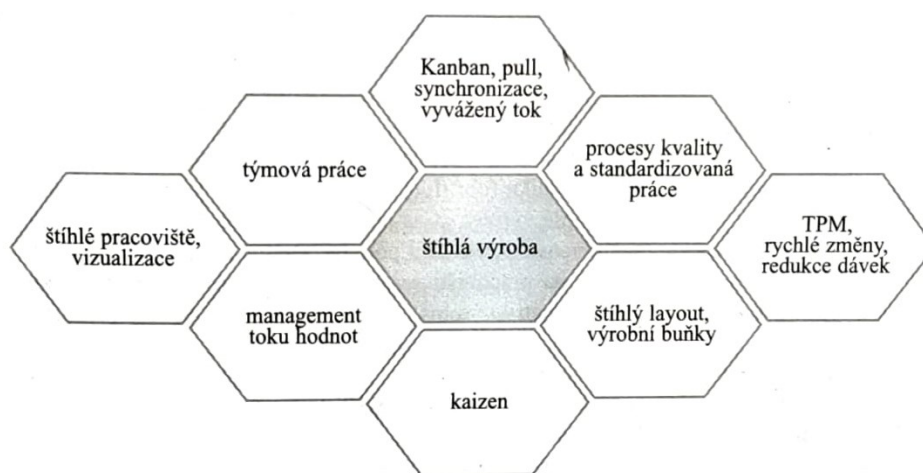 Kanban, pull,
synchronizace,
vyvážený tok
týmová práce
procesy kvality
a standardizovaná
práce
štíhlé pracoviště,
vizualizace
štíhlá výroba
TPM,
rychlé změny,
redukce dávek
management
toku hodnot
štíhlý layout,
výrobní buňky
kaizen